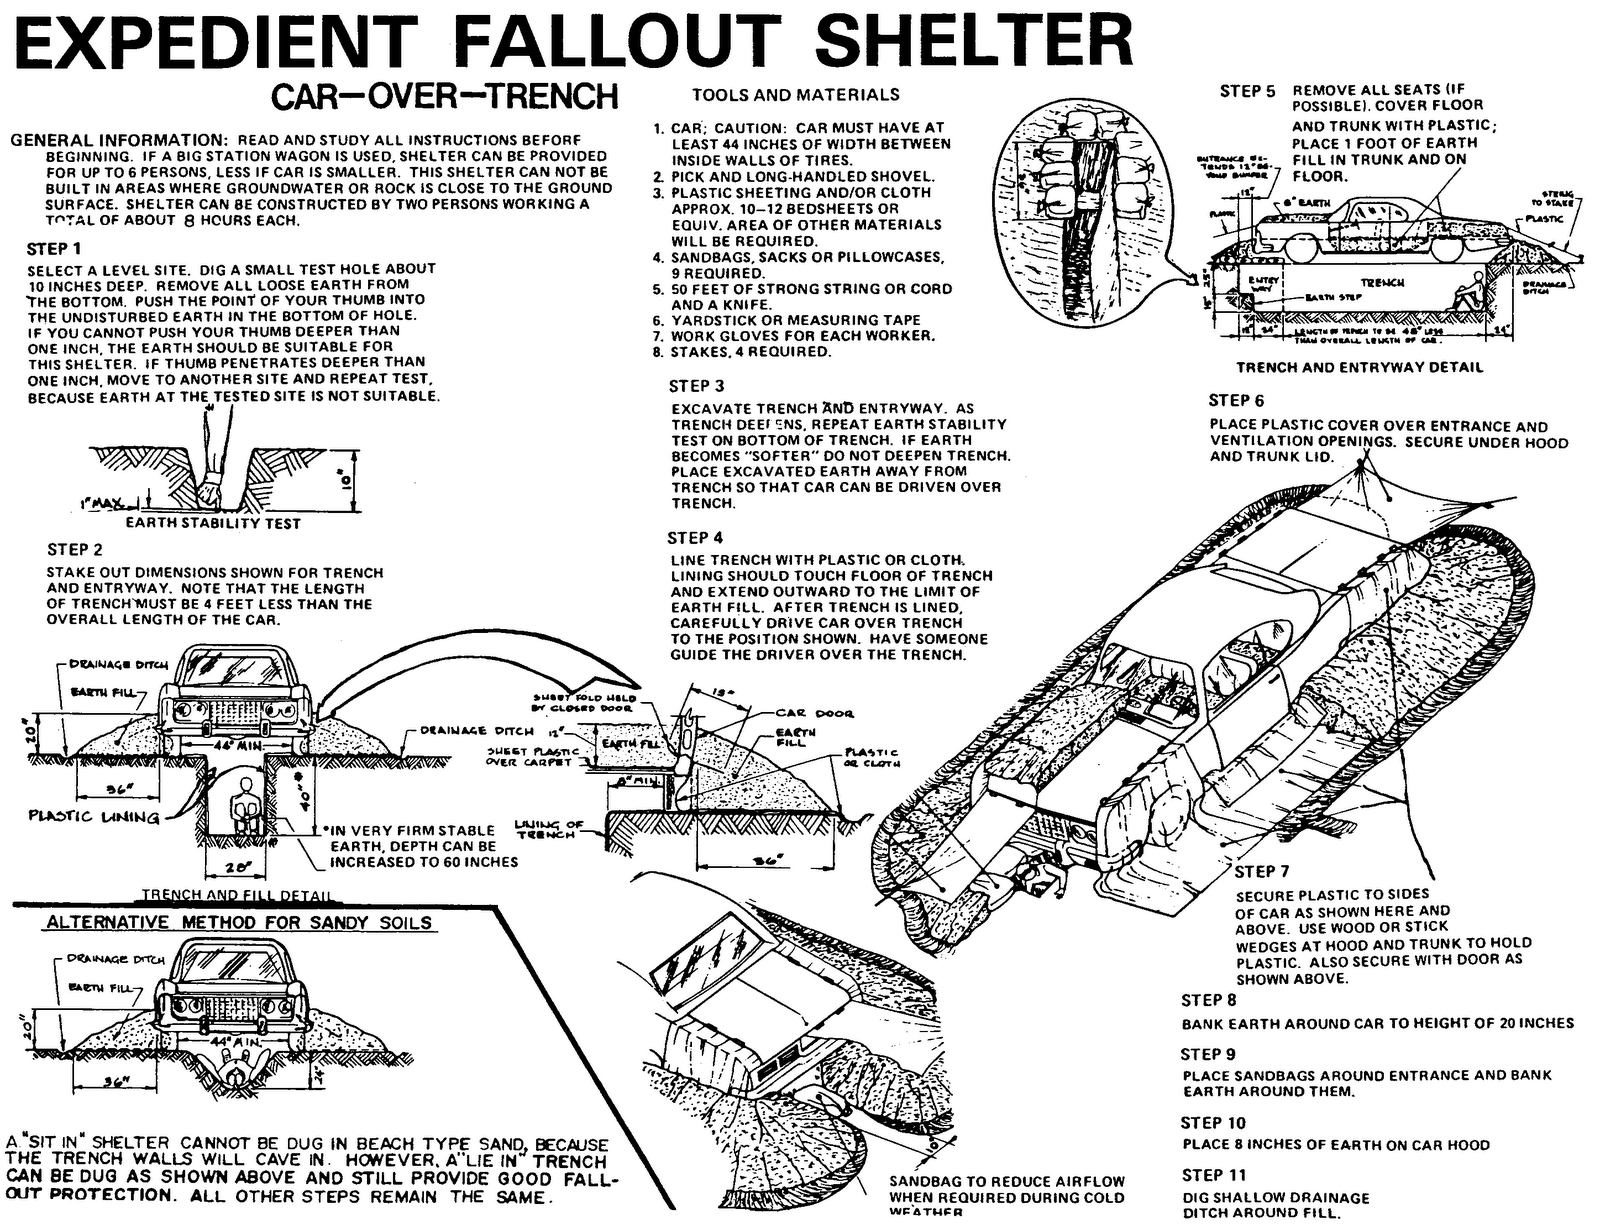 EXPEDIENT FALLOUT SHELTER
CAR–OVER–TRENCH
GENERAL INFORMATION: READ AND STUDY ALL INSTRUCTIONS BEFORE
BEGINNING. IF A BIG STATION WAGON IS USED, SHELTER CAN BE PROVIDED
FOR UP TO 6 PERSONS, LESS IF CAR IS SMALLER. THIS SHELTER CAN NOT BE
BUILT IN AREAS WHERE GROUNDWATER OR ROCK IS CLOSE TO THE GROUND
SURFACE. SHELTER CAN BE CONSTRUCTED BY TWO PERSONS WORKING A
TOTAL OF ABOUT 8 HOURS EACH.
STEP 1
SELECT A LEVEL SITE. DIG A SMALL TEST HOLE ABOUT
10 INCHES DEEP. REMOVE ALL LOOSE EARTH FROM
THE BOTTOM. PUSH THE POINT OF YOUR THUMB INTO
THE UNDISTURBED EARTH IN THE BOTTOM OF HOLE.
IF YOU CANNOT PUSH YOUR THUMB DEEPER THAN
ONE INCH, THE EARTH SHOULD BE SUITABLE FOR
THIS SHELTER. IF THUMB PENETRATES DEEPER THAN
ONE INCH, MOVE TO ANOTHER SITE AND REPEAT TEST,
BECAUSE EARTH AT THE TESTED SITE IS NOT SUITABLE.
1" MAX.
10"
EARTH STABILITY TEST
STEP 2
STAKE OUT DIMENSIONS SHOWN FOR TRENCH
AND ENTRYWAY. NOTE THAT THE LENGTH
OF TRENCH MUST BE 4 FEET LESS THAN THE
OVERALL LENGTH OF THE CAR.
DRAINAGE DITCH
EARTH FILL
20"
44" MIN.
36"
PLASTIC LINING
40"*
28"
DRAINAGE DITCH
*IN VERY FIRM STABLE
EARTH, DEPTH CAN BE
INCREASED TO 60 INCHES
TRENCH AND FILL DETAIL
ALTERNATIVE METHOD FOR SANDY SOILS
DRAINAGE DITCH
EARTH FILL
20"
44" MIN.
36"
24"
A "SIT IN" SHELTER CANNOT BE DUG IN BEACH TYPE SAND, BECAUSE
THE TRENCH WALLS WILL CAVE IN. HOWEVER, A "LIE IN" TRENCH
CAN BE DUG AS SHOWN ABOVE AND STILL PROVIDE GOOD FALL-
OUT PROTECTION. ALL OTHER STEPS REMAIN THE SAME.
TOOLS AND MATERIALS
1. CAR; CAUTION: CAR MUST HAVE AT
LEAST 44 INCHES OF WIDTH BETWEEN
INSIDE WALLS OF TIRES.
2. PICK AND LONG-HANDLED SHOVEL.
3. PLASTIC SHEETING AND/OR CLOTH
APPROX. 10–12 BEDSHEETS OR
EQUIV. AREA OF OTHER MATERIALS
WILL BE REQUIRED.
4. SANDBAGS, SACKS OR PILLOWCASES,
9 REQUIRED.
5. 50 FEET OF STRONG STRING OR CORD
AND A KNIFE.
6. YARDSTICK OR MEASURING TAPE
7. WORK GLOVES FOR EACH WORKER.
8. STAKES, 4 REQUIRED.
STEP 3
EXCAVATE TRENCH AND ENTRYWAY. AS
TRENCH DEEPENS, REPEAT EARTH STABILITY
TEST ON BOTTOM OF TRENCH. IF EARTH
BECOMES "SOFTER" DO NOT DEEPEN TRENCH.
PLACE EXCAVATED EARTH AWAY FROM
TRENCH SO THAT CAR CAN BE DRIVEN OVER
TRENCH.
STEP 4
LINE TRENCH WITH PLASTIC OR CLOTH.
LINING SHOULD TOUCH FLOOR OF TRENCH
AND EXTEND OUTWARD TO THE LIMIT OF
EARTH FILL. AFTER TRENCH IS LINED,
CAREFULLY DRIVE CAR OVER TRENCH
TO THE POSITION SHOWN. HAVE SOMEONE
GUIDE THE DRIVER OVER THE TRENCH.
SHEET FOLD HELD
BY CLOSED DOOR
12"
EARTH FILL
SHEET PLASTIC
OVER CARPET
8" MIN.
LINING OF
TRENCH
CAR DOOR
EARTH
FILL
PLASTIC
OR CLOTH
36"
SANDBAG TO REDUCE AIRFLOW
WHEN REQUIRED DURING COLD
WEATHER
10"
STEP 5 REMOVE ALL SEATS (IF
POSSIBLE). COVER FLOOR
AND TRUNK WITH PLASTIC;
PLACE 1 FOOT OF EARTH
FILL IN TRUNK AND ON
FLOOR.
12"
PLASTIC
6" EARTH
STRING
TO STAKE
PLASTIC
ENTRY
WAY
TRENCH
EARTH STEP
DRAINAGE
DITCH
LENGTH OF TRENCH TO BE 48" LESS
THAN OVERALL LENGTH OF CAR.
24"
TRENCH AND ENTRYWAY DETAIL
STEP 6
PLACE PLASTIC COVER OVER ENTRANCE AND
VENTILATION OPENINGS. SECURE UNDER HOOD
AND TRUNK LID.
STEP 7
SECURE PLASTIC TO SIDES
OF CAR AS SHOWN HERE AND
ABOVE. USE WOOD OR STICK
WEDGES AT HOOD AND TRUNK TO HOLD
PLASTIC. ALSO SECURE WITH DOOR AS
SHOWN ABOVE.
STEP 8
BANK EARTH AROUND CAR TO HEIGHT OF 20 INCHES
STEP 9
PLACE SANDBAGS AROUND ENTRANCE AND BANK
EARTH AROUND THEM.
STEP 10
PLACE 8 INCHES OF EARTH ON CAR HOOD
STEP 11
DIG SHALLOW DRAINAGE
DITCH AROUND FILL.